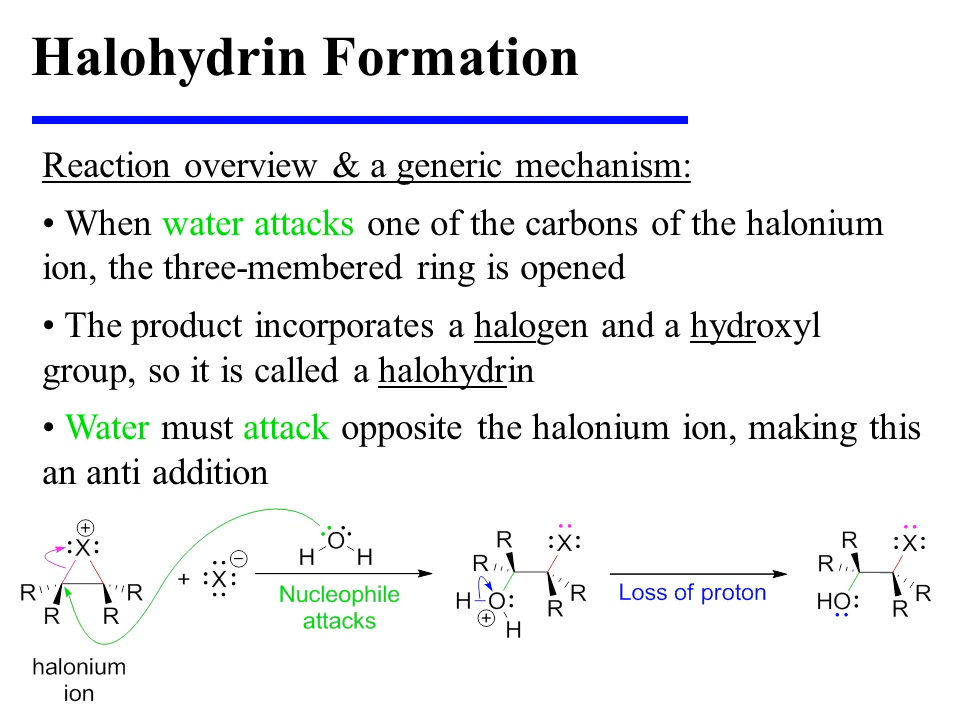 Halohydrin Formation
Reaction overview & a generic mechanism:
• When water attacks one of the carbons of the halonium
ion, the three-membered ring is opened
• The product incorporates a halogen and a hydroxyl
group, so it is called a halohydrin
• Water must attack opposite the halonium ion, making this
an anti addition
+
X
R R
R R
halonium
ion
+ X −
O
H H
Nucleophile
attacks
R X
R
H O R
+ R
H
Loss of proton
R X
R
HO R
R